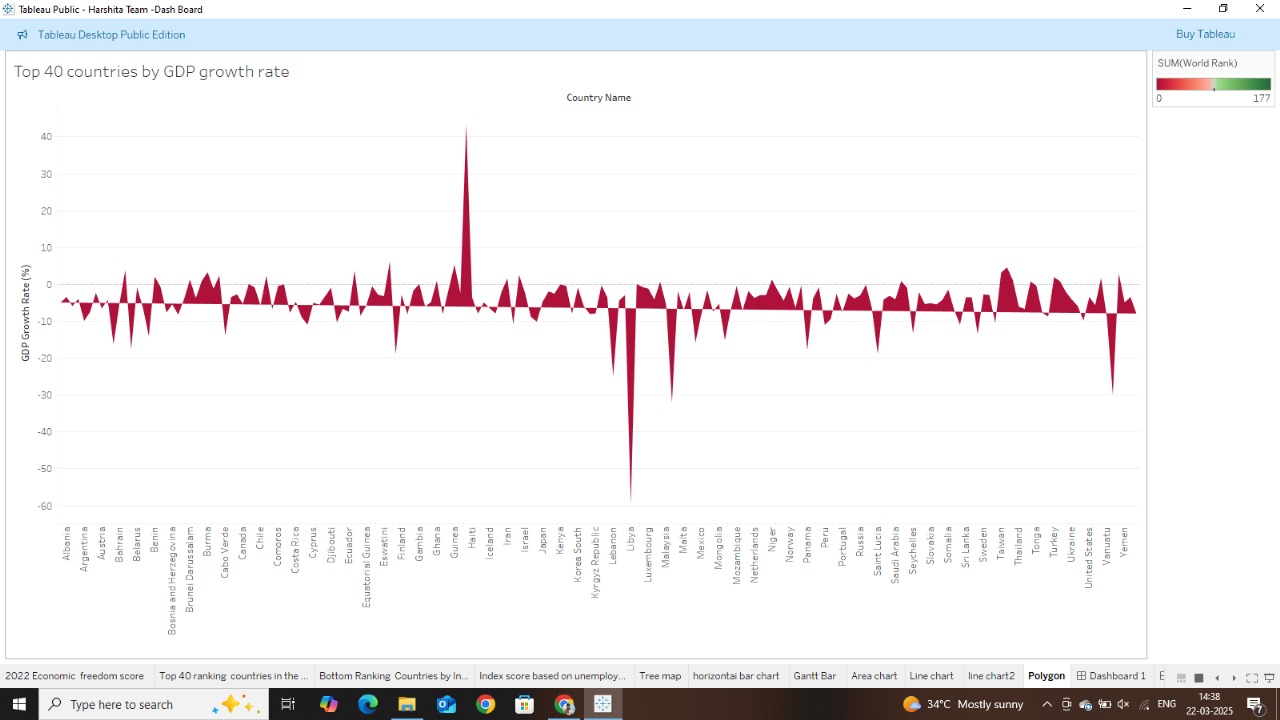 Tableau Public - Harshita Team -Dash Board
Tableau Desktop Public Edition
Buy Tableau
Top 40 countries by GDP growth rate
SUM(World Rank)
0 177
Country Name
GDP Growth Rate (%)
40
30
20
10
0
-10
-20
-30
-40
-50
-60
Albania
Argentina
Austria
Bahrain
Belarus
Benin
Bosnia and Herzegovina
Brunei Darussalam
Burma
Cabo Verde
Canada
Chile
Comoros
Costa Rica
Cyprus
Djibouti
Ecuador
Equatorial Guinea
Eswatini
Finland
Gambia
Ghana
Guinea
Haiti
Iceland
Iran
Israel
Japan
Kenya
Korea South
Kyrgyz Republic
Lebanon
Libya
Luxembourg
Malaysia
Malta
Mexico
Mongolia
Mozambique
Netherlands
Niger
Norway
Panama
Peru
Portugal
Russia
Saint Lucia
Saudi Arabia
Seychelles
Slovakia
Somalia
Sri Lanka
Sweden
Taiwan
Thailand
Tonga
Turkey
Ukraine
United States
Vanuatu
Yemen
2022 Economic freedom score
Top 40 ranking countries in the ...
Bottom Ranking Countries by In...
Index score based on unemploy...
Tree map
horizontal bar chart
Gantt Bar
Area chart
Line chart
line chart2
Polygon
Dashboard 1
Type here to search
34°C Mostly sunny
ENG
14:38
22-03-2025
7